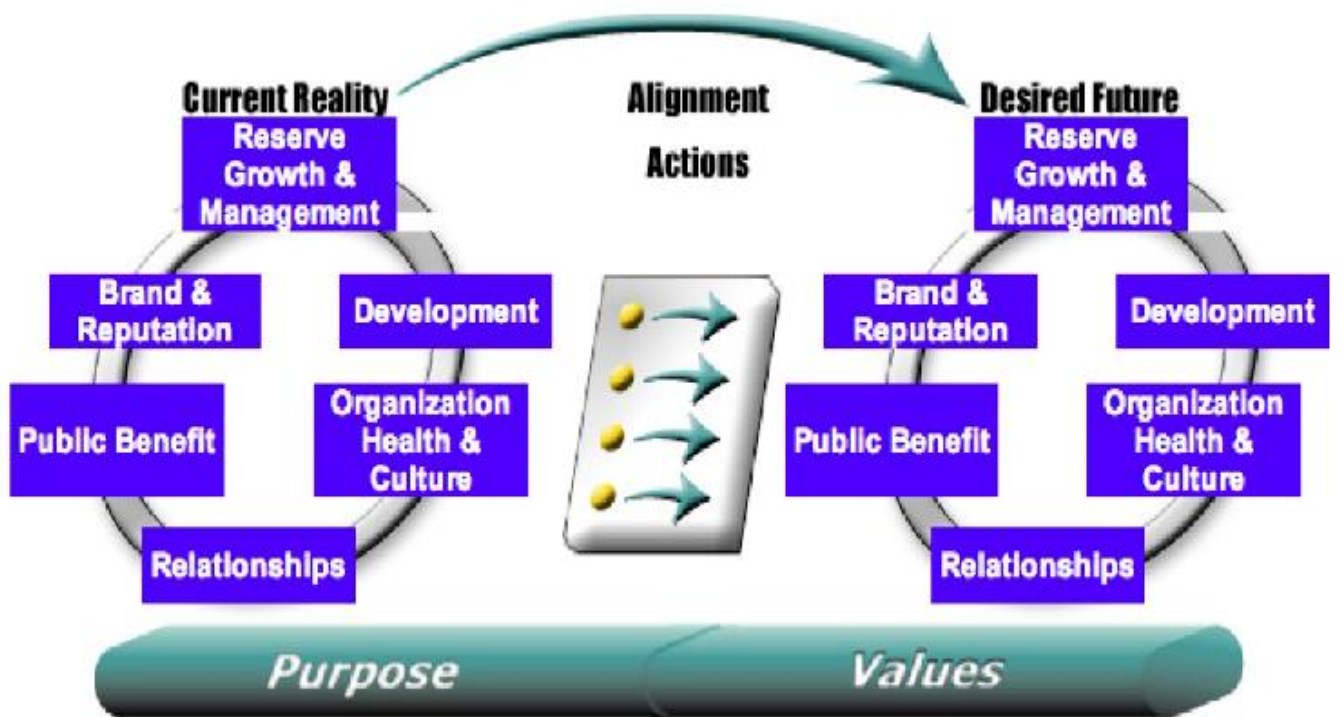 Current Reality
Reserve
Growth &
Management
Brand &
Reputation
Development
Public Benefit
Organization
Health &
Culture
Relationships
Alignment
Actions
Desired Future
Reserve
Growth &
Management
Brand &
Reputation
Development
Public Benefit
Organization
Health &
Culture
Relationships
Purpose
Values